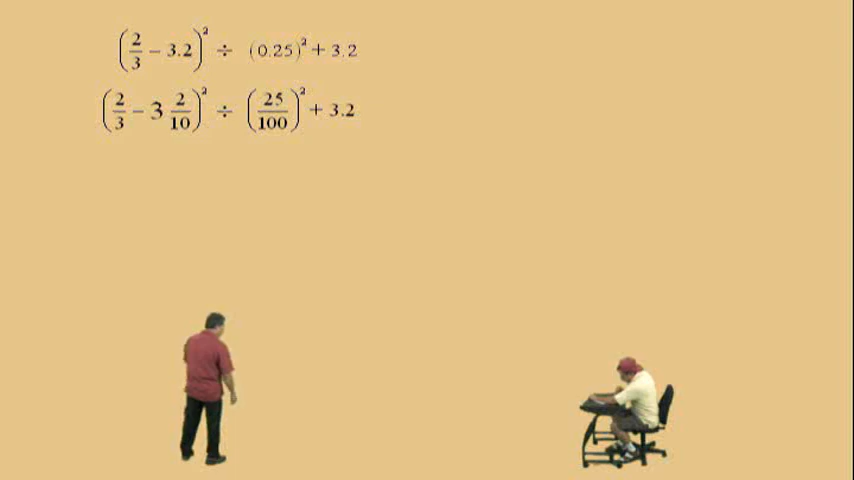 (2/3 − 3.2)² ÷ (0.25)² + 3.2
(2/3 − 3 2/10)² ÷ (25/100)² + 3.2